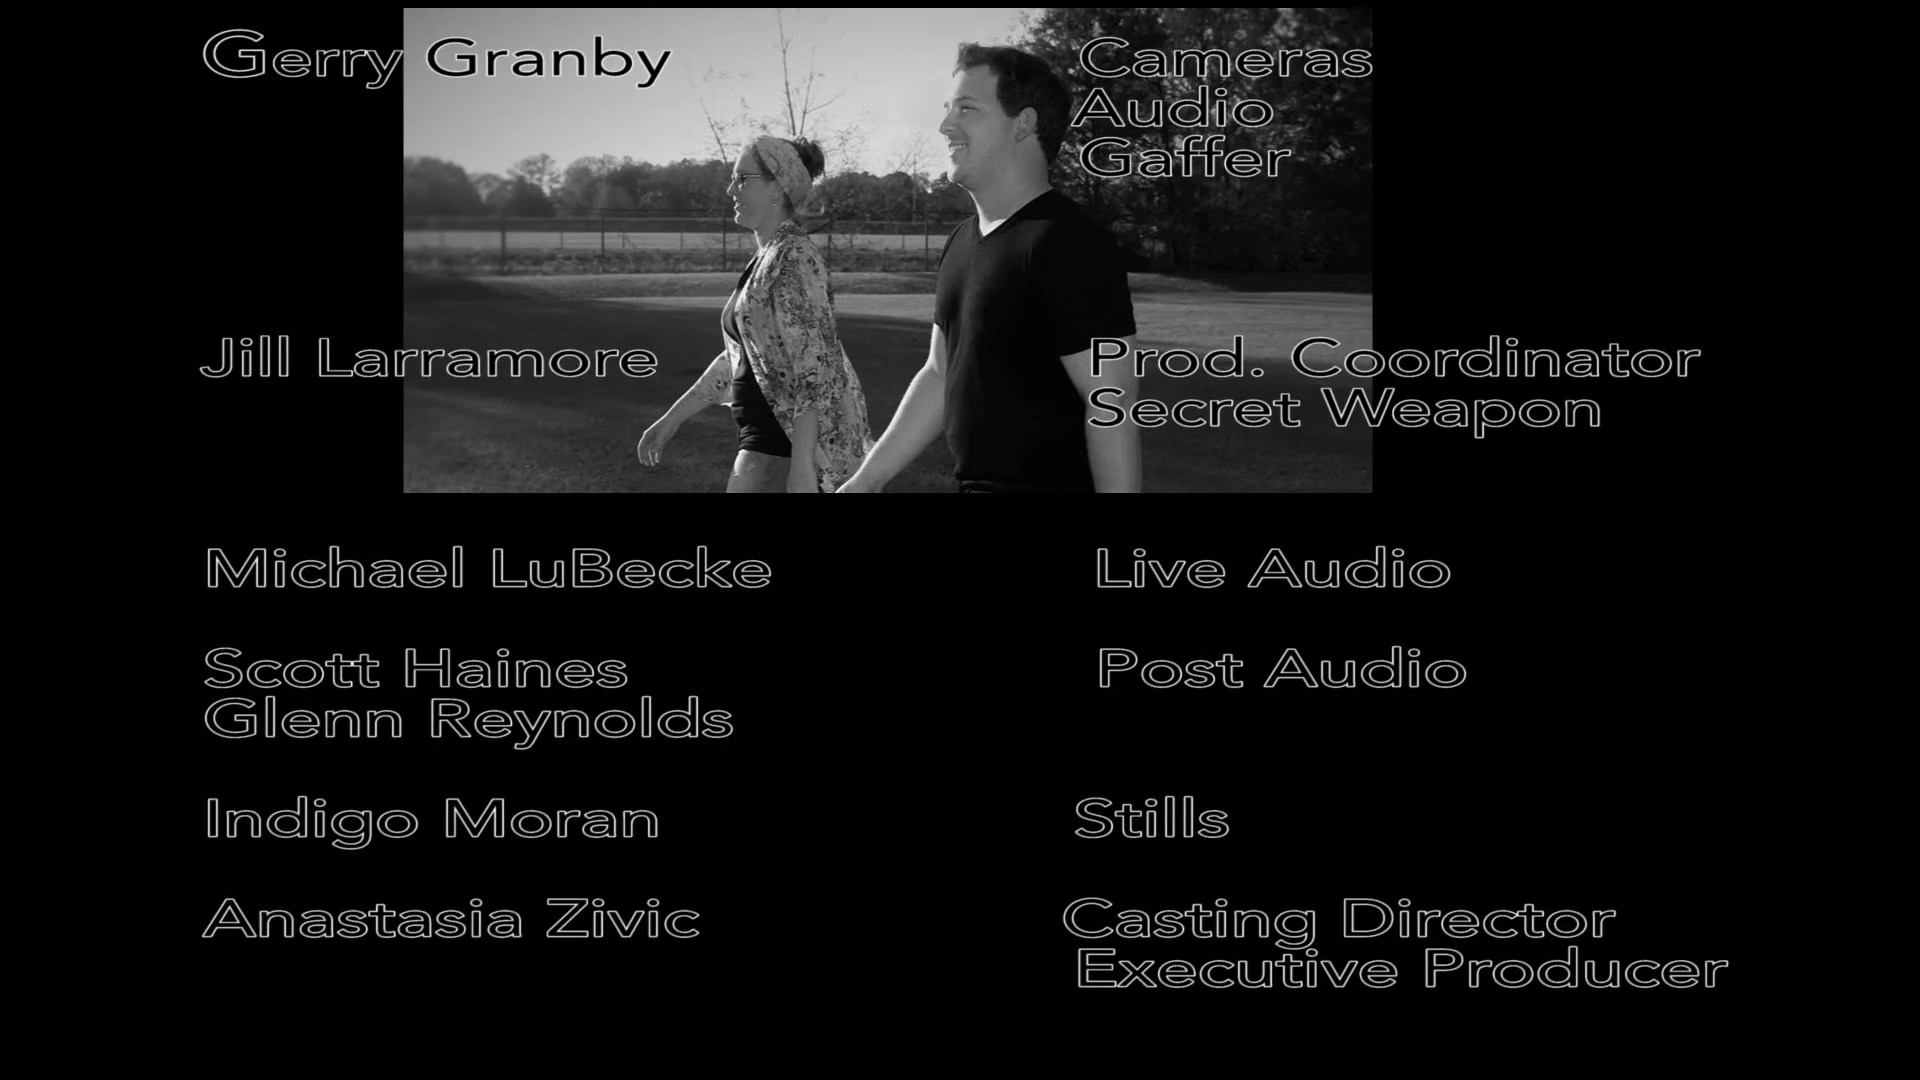 Gerry Granby Cameras
Audio
Gaffer
Jill Larramore Prod. Coordinator
Secret Weapon
Michael LuBecke Live Audio
Scott Haines Post Audio
Glenn Reynolds
Indigo Moran Stills
Anastasia Zivic Casting Director
Executive Producer